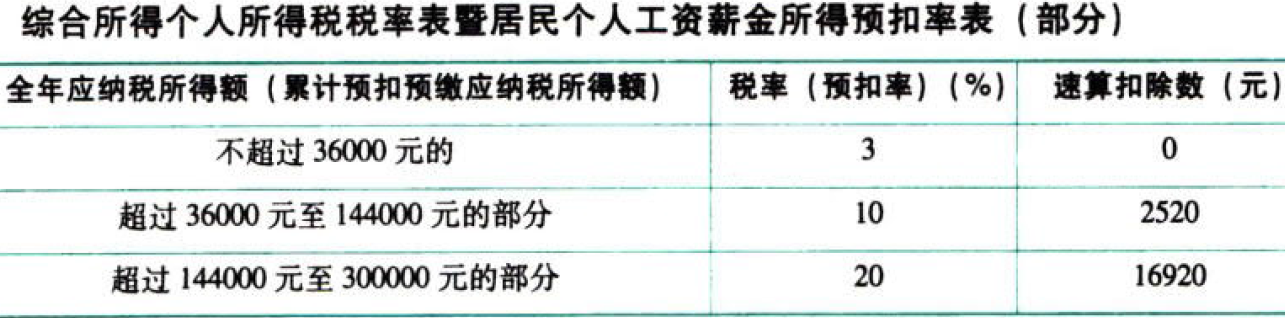 综合所得个人所得税税率表暨居民个人工资薪金所得预扣率表（部分）
全年应纳税所得额（累计预扣预缴应纳税所得额） 税率（预扣率）（%） 速算扣除数（元）
不超过 36000 元的 3 0
超过 36000 元至 144000 元的部分 10 2520
超过 144000 元至 300000 元的部分 20 16920